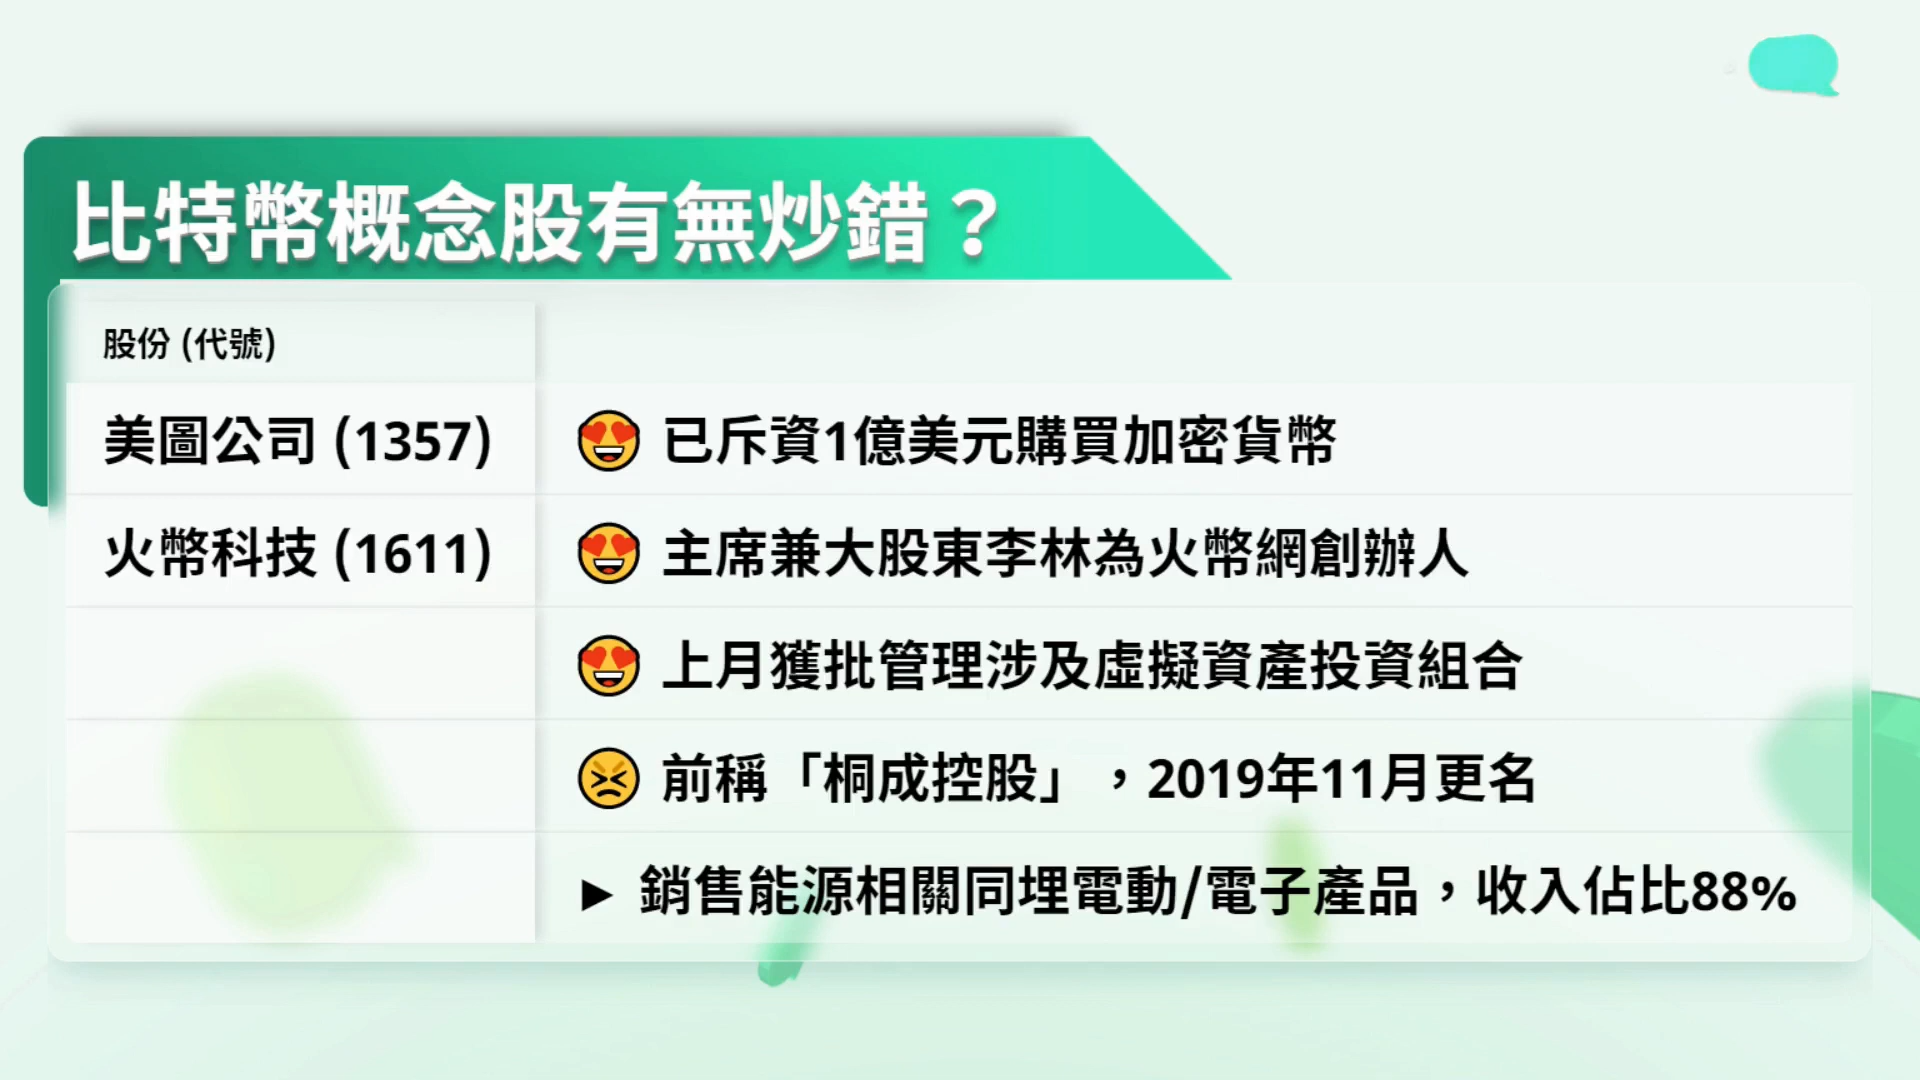 比特幣概念股有無炒錯？
股份 (代號)
美圖公司 (1357) 😍 已斥資1億美元購買加密貨幣
火幣科技 (1611) 😍 主席兼大股東李林為火幣網創辦人
😍 上月獲批管理涉及虛擬資產投資組合
😣 前稱「桐成控股」，2019年11月更名
► 銷售能源相關同埋電動/電子產品，收入佔比88%